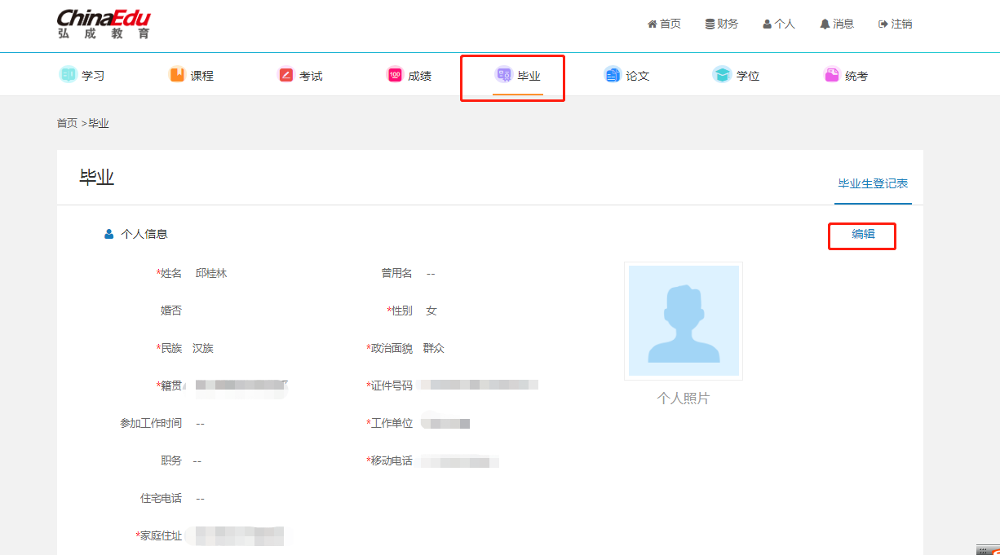 ChinaEdu
弘成教育
首页 财务 个人 消息 注销
学习 课程 考试 100 成绩 毕业 论文 学位 统考
首页 >毕业
毕业
毕业生登记表
个人信息
编辑
*姓名 邱桂林 曾用名 --
婚否 *性别 女
*民族 汉族 *政治面貌 群众
*籍贯 *证件号码
个人照片
参加工作时间 -- *工作单位
职务 -- *移动电话
住宅电话 --
*家庭住址